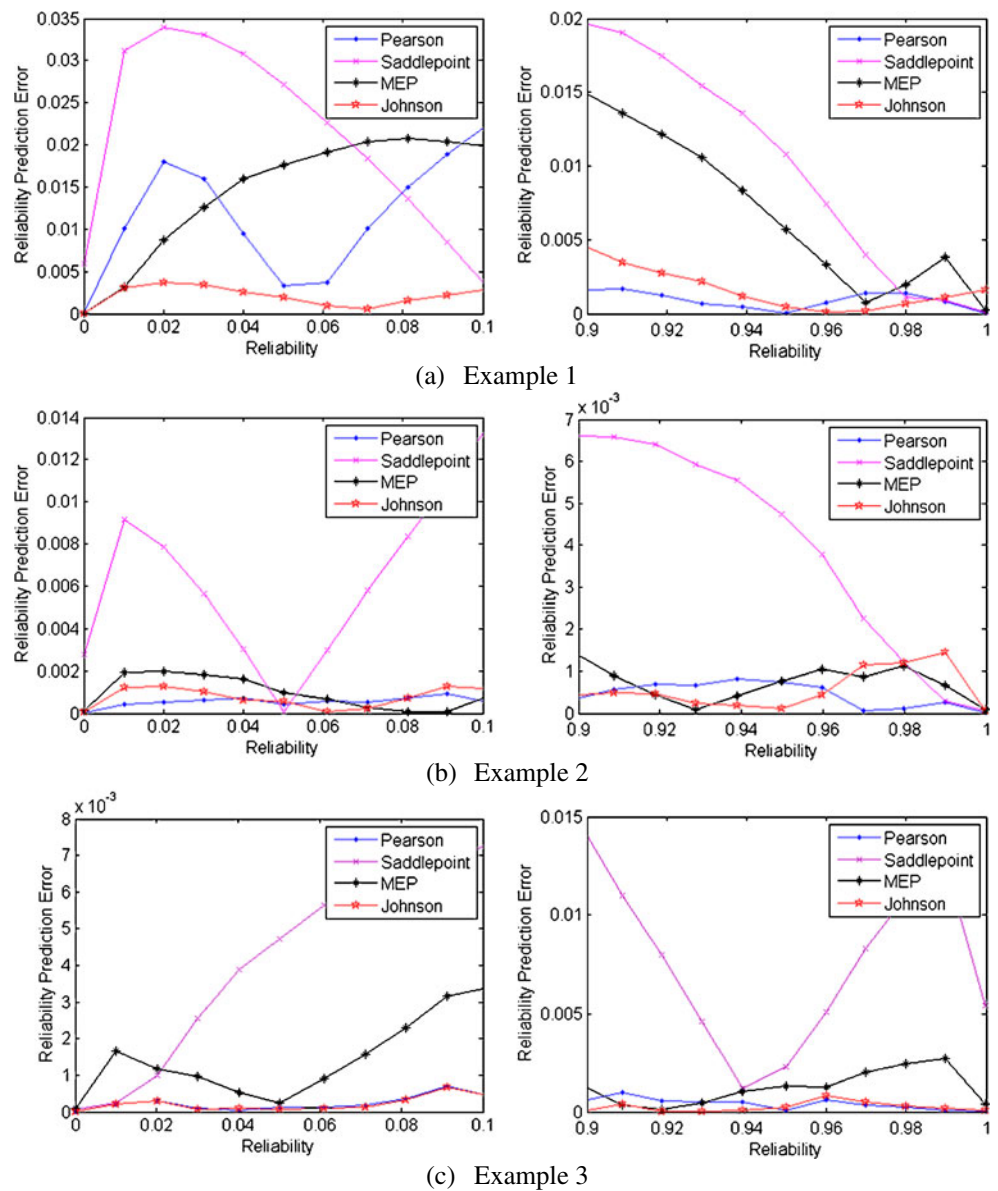 0.035
0.03
0.025
0.02
0.015
0.01
0.005
0
Reliability Prediction Error
Pearson
Saddlepoint
MEP
Johnson
0 0.02 0.04 0.06 0.08 0.1
Reliability
0.02
0.015
0.01
0.005
0
Reliability Prediction Error
Pearson
Saddlepoint
MEP
Johnson
0.9 0.92 0.94 0.96 0.98 1
Reliability
(a) Example 1
0.014
0.012
0.01
0.008
0.006
0.004
0.002
0
Reliability Prediction Error
Pearson
Saddlepoint
MEP
Johnson
0 0.02 0.04 0.06 0.08 0.1
Reliability
x 10^-3
7
6
5
4
3
2
1
0
Reliability Prediction Error
Pearson
Saddlepoint
MEP
Johnson
0.9 0.92 0.94 0.96 0.98 1
Reliability
(b) Example 2
x 10^-3
8
7
6
5
4
3
2
1
0
Reliability Prediction Error
Pearson
Saddlepoint
MEP
Johnson
0 0.02 0.04 0.06 0.08 0.1
Reliability
0.015
0.01
0.005
0
Reliability Prediction Error
Pearson
Saddlepoint
MEP
Johnson
0.9 0.92 0.94 0.96 0.98 1
Reliability
(c) Example 3